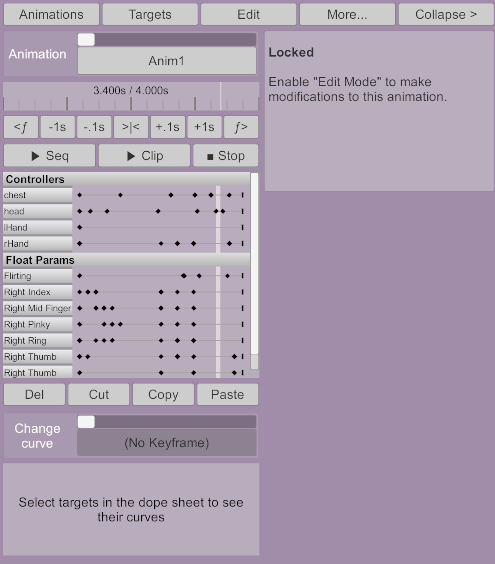 Animations
Targets
Edit
More...
Collapse >
Animation
Anim1
Locked
Enable "Edit Mode" to make
modifications to this animation.
3.400s / 4.000s
<ƒ
-1s
-.1s
>|<
+.1s
+1s
ƒ>
▶ Seq
▶ Clip
■ Stop
Controllers
chest
head
lHand
rHand
Float Params
Flirting
Right Index
Right Mid Finger
Right Pinky
Right Ring
Right Thumb
Right Thumb
Del
Cut
Copy
Paste
Change
curve
(No Keyframe)
Select targets in the dope sheet to see
their curves